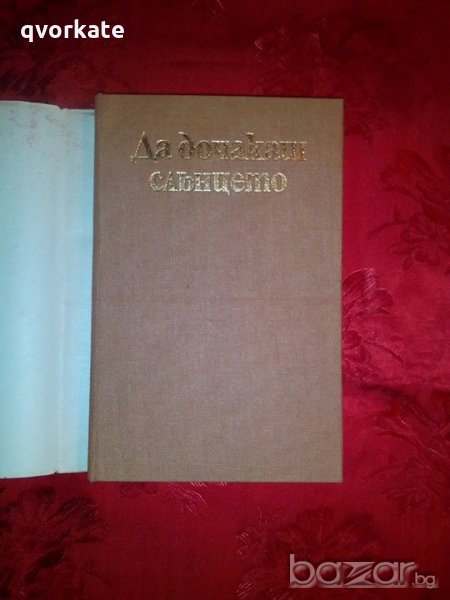 qvorkate
Да дочакаш
слънцето
bazar.bg